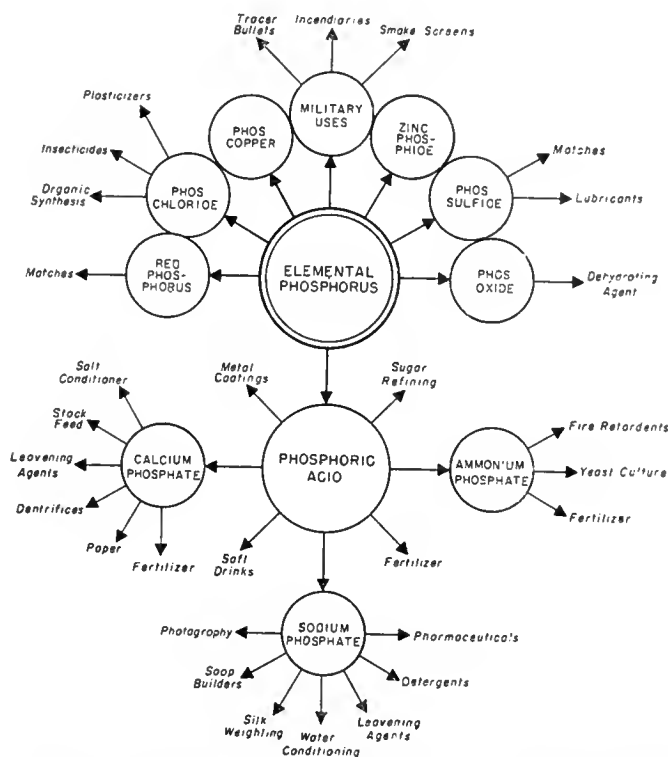 Tracer
Bullets
Incendiaries
Smoke Screens
MILITARY
USES
Plasticizers
PHOS
COPPER
ZINC
PHOS-
PHIDE
Insecticides
Matches
Organic
Synthesis
PHOS
CHLORIDE
PHOS
SULFIDE
Lubricants
Matches
RED
PHOS-
PHORUS
ELEMENTAL
PHOSPHORUS
PHOS
OXIDE
Dehydrating
Agent
Salt
Conditioner
Metal
Coatings
Sugar
Refining
Stock
Feed
Fire Retardents
Leavening
Agents
CALCIUM
PHOSPHATE
PHOSPHORIC
ACID
AMMONIUM
PHOSPHATE
Yeast Culture
Dentrifices
Fertilizer
Paper
Fertilizer
Soft
Drinks
Fertilizer
Photography
SODIUM
PHOSPHATE
Pharmaceuticals
Soap
Builders
Detergents
Silk
Weighting
Water
Conditioning
Leavening
Agents